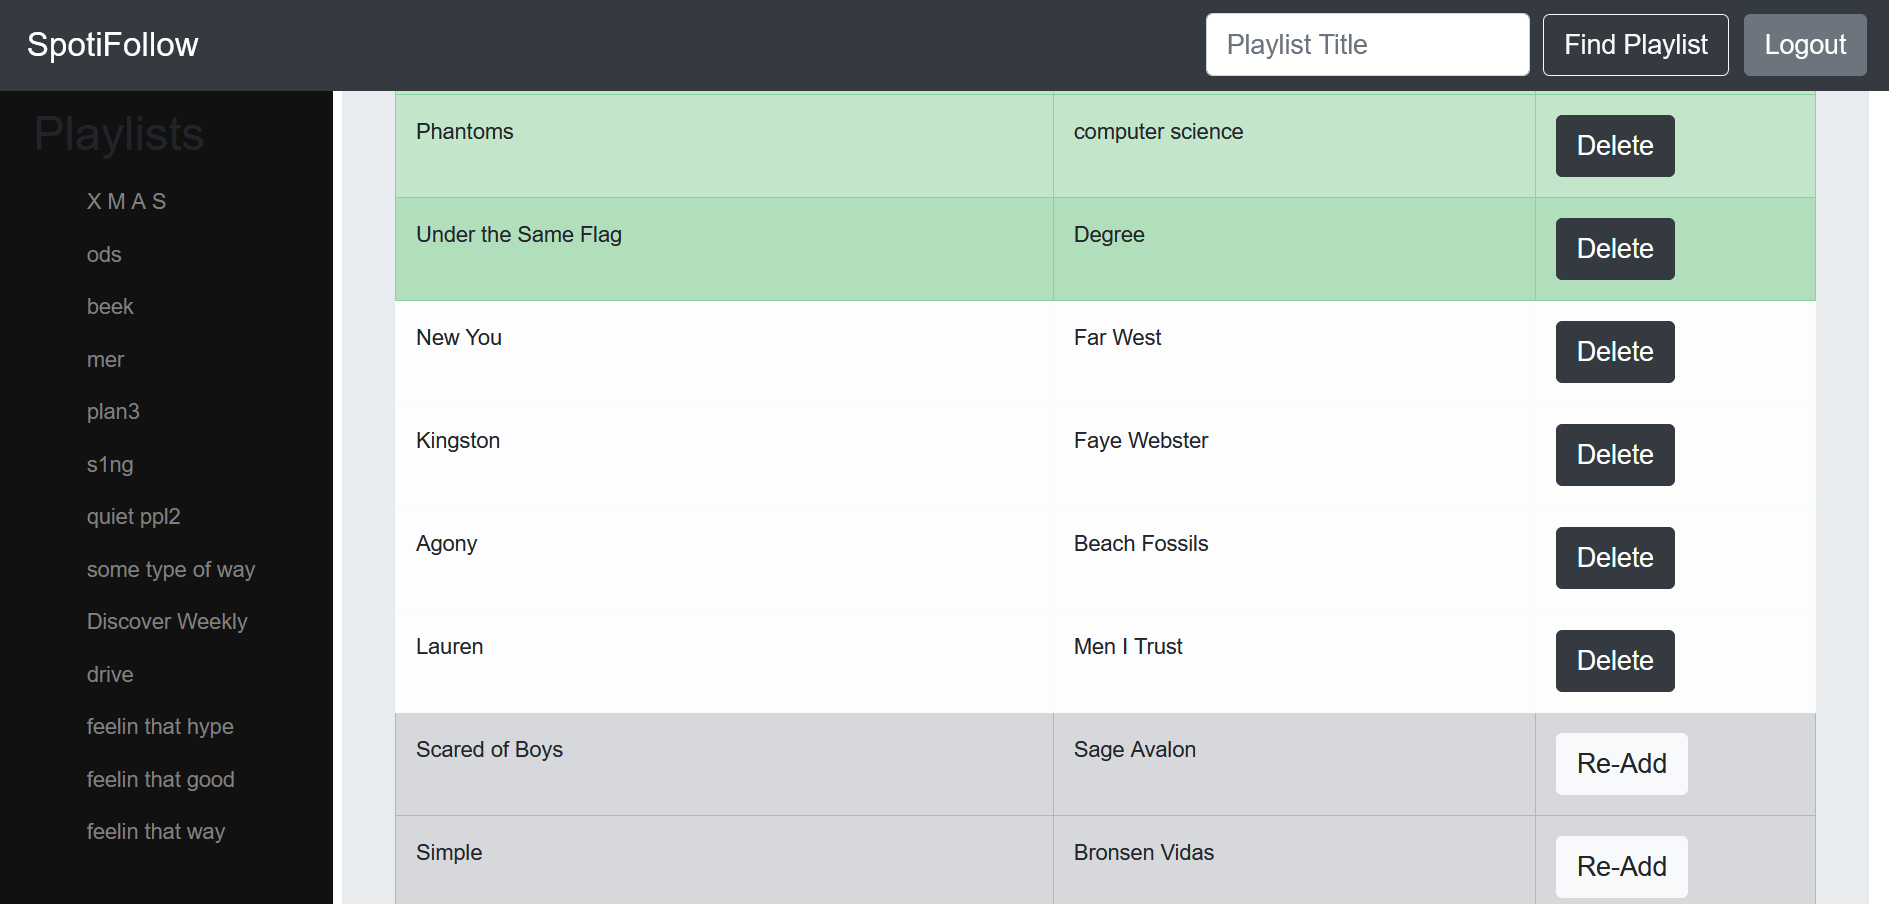 SpotiFollow
Playlist Title
Find Playlist
Logout
Playlists
X M A S
ods
beek
mer
plan3
s1ng
quiet ppl2
some type of way
Discover Weekly
drive
feelin that hype
feelin that good
feelin that way
Phantoms computer science Delete
Under the Same Flag Degree Delete
New You Far West Delete
Kingston Faye Webster Delete
Agony Beach Fossils Delete
Lauren Men I Trust Delete
Scared of Boys Sage Avalon Re-Add
Simple Bronsen Vidas Re-Add